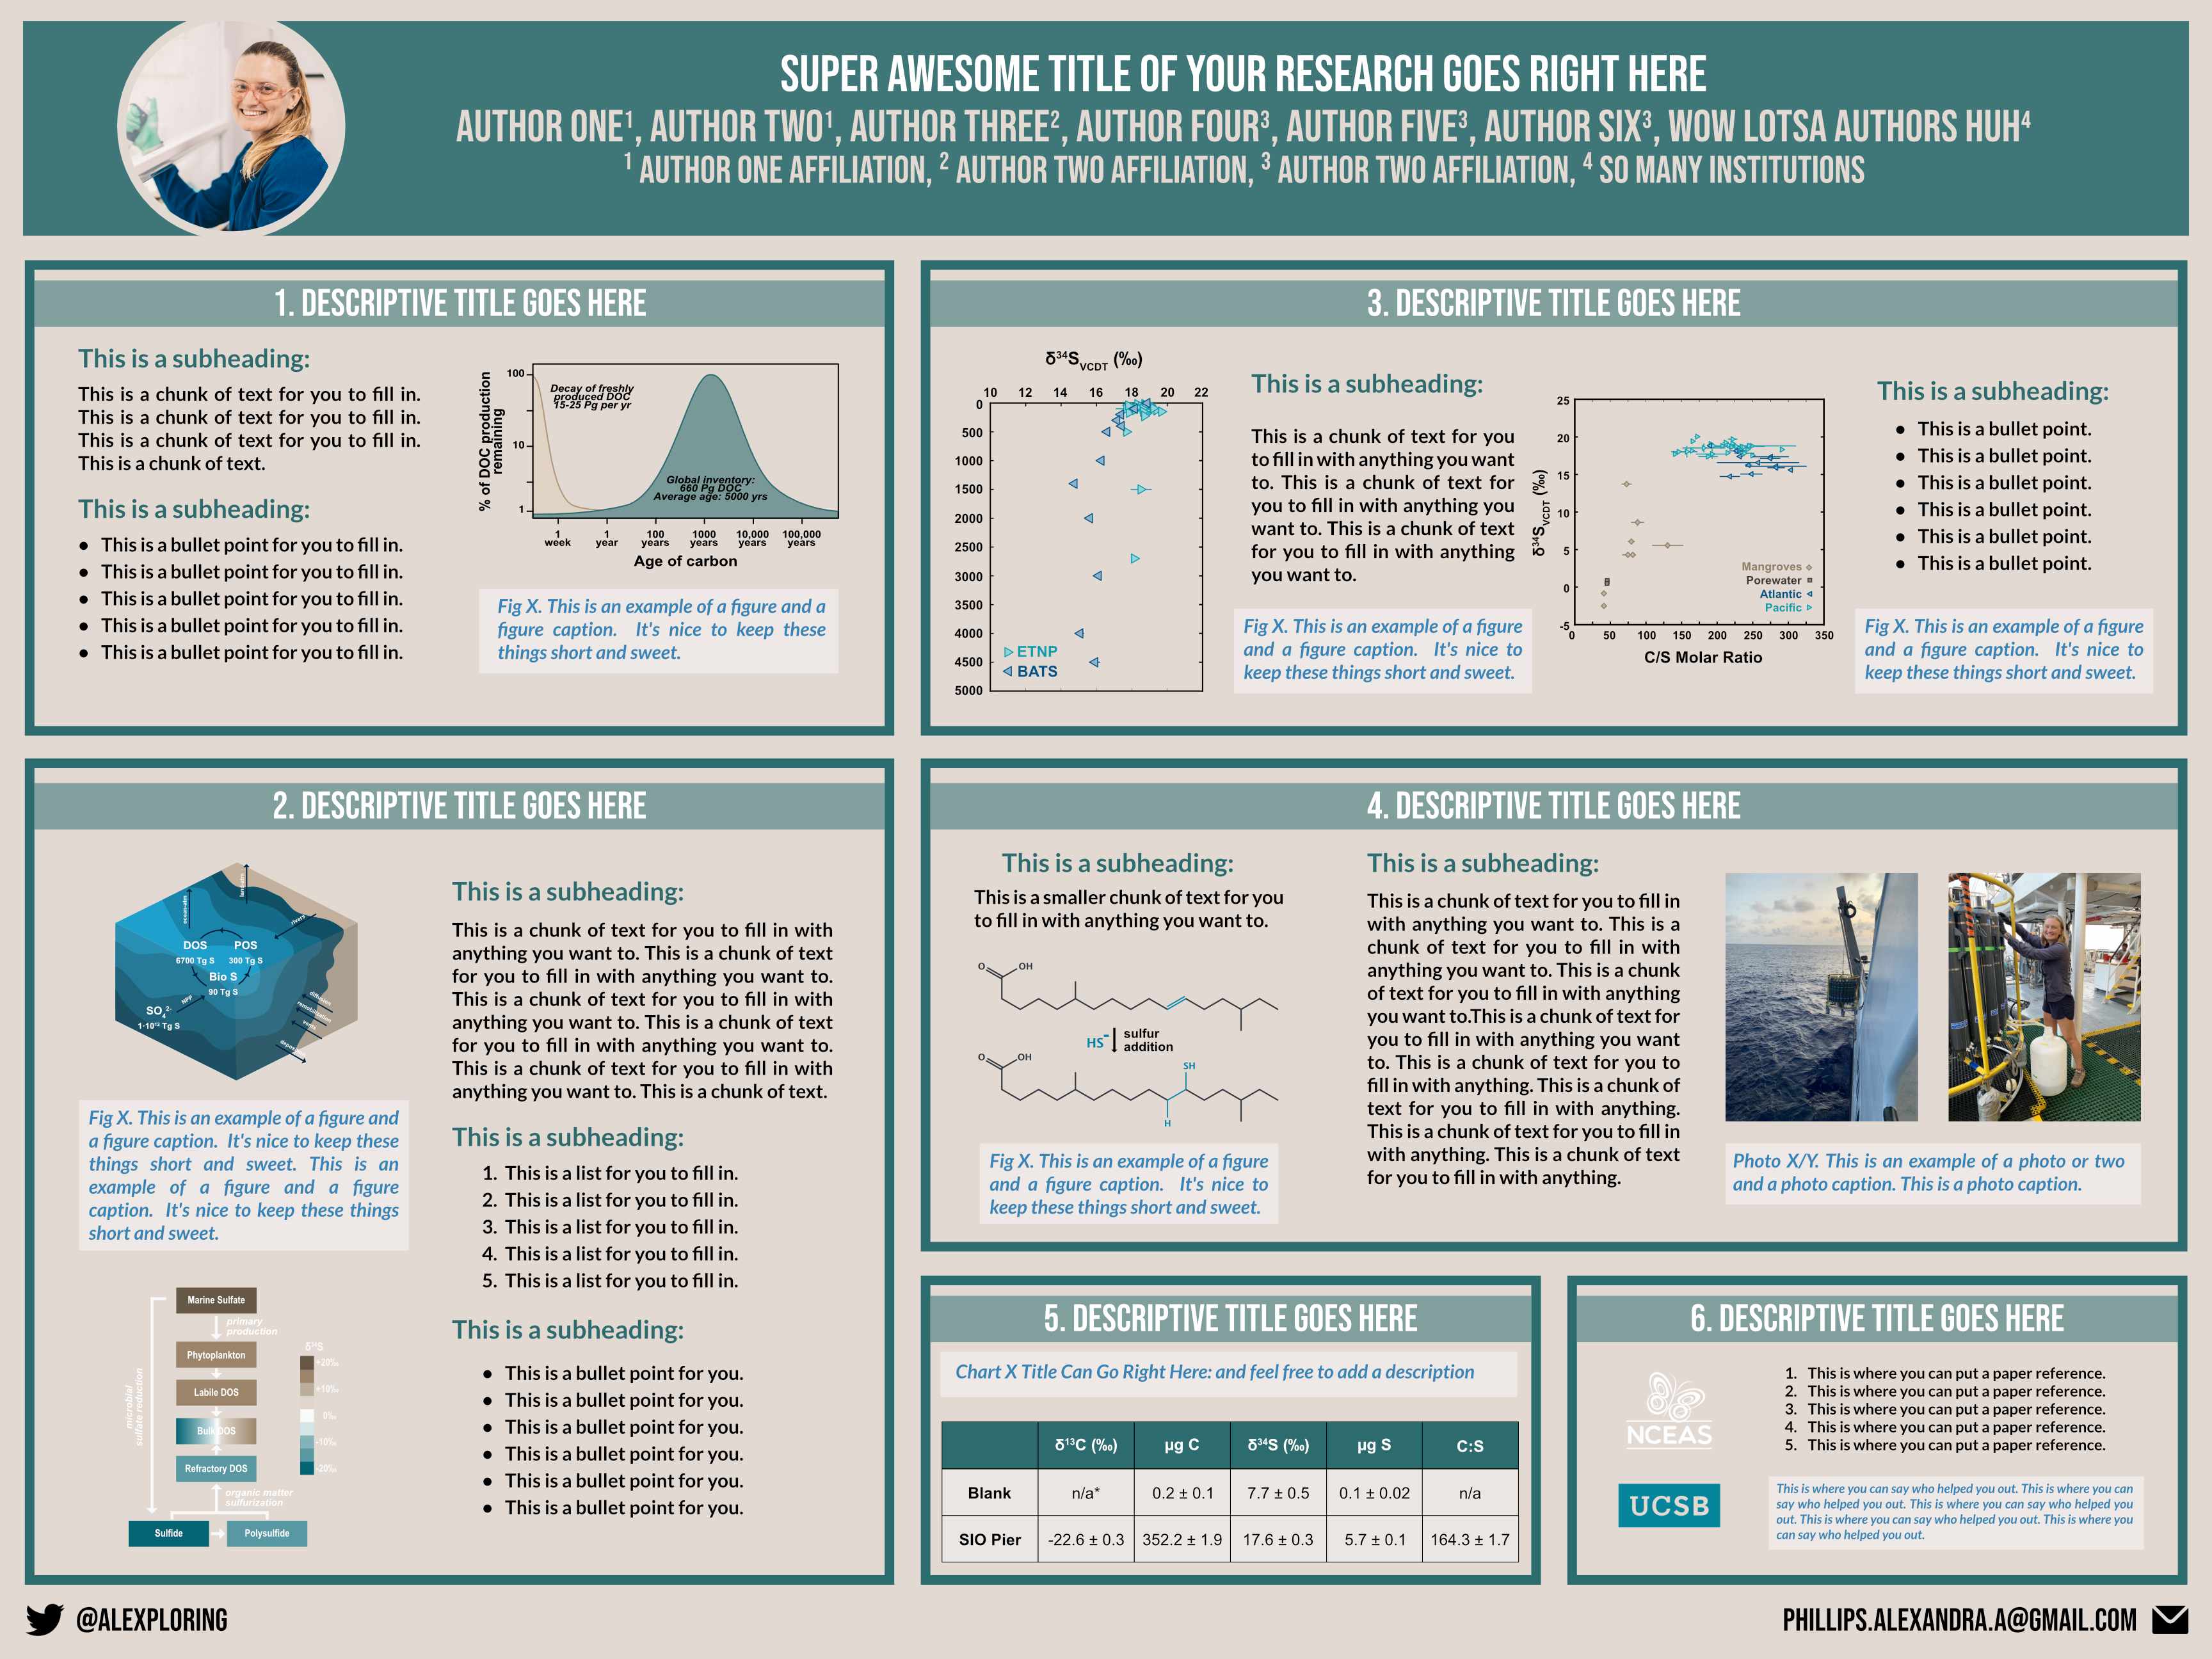 SUPER AWESOME TITLE OF YOUR RESEARCH GOES RIGHT HERE
AUTHOR ONE¹, AUTHOR TWO¹, AUTHOR THREE², AUTHOR FOUR³, AUTHOR FIVE³, AUTHOR SIX³, WOW LOTSA AUTHORS HUH⁴
¹ AUTHOR ONE AFFILIATION, ² AUTHOR TWO AFFILIATION, ³ AUTHOR TWO AFFILIATION, ⁴ SO MANY INSTITUTIONS
1. DESCRIPTIVE TITLE GOES HERE
This is a subheading:
This is a chunk of text for you to fill in.
This is a chunk of text for you to fill in.
This is a chunk of text for you to fill in.
This is a chunk of text.
This is a subheading:
● This is a bullet point for you to fill in.
● This is a bullet point for you to fill in.
● This is a bullet point for you to fill in.
● This is a bullet point for you to fill in.
● This is a bullet point for you to fill in.
% of DOC production
remaining
100
10
1
Decay of freshly
produced DOC
15-25 Pg per yr
Global inventory:
660 Pg DOC
Average age: 5000 yrs
1 week
1 year
100 years
1000 years
10,000 years
100,000 years
Age of carbon
Fig X. This is an example of a figure and a
figure caption. It's nice to keep these
things short and sweet.
2. DESCRIPTIVE TITLE GOES HERE
land-atm
ocean-atm
rivers
DOS
6700 Tg S
POS
300 Tg S
Bio S
90 Tg S
NPP
SO₄²⁻
1·10¹² Tg S
diffusion
remobilization
vents
Fig X. This is an example of a figure and
a figure caption. It's nice to keep these
things short and sweet. This is an
example of a figure and a figure
caption. It's nice to keep these things
short and sweet.
Marine Sulfate
primary
production
Phytoplankton
Labile DOS
Bulk DOS
Refractory DOS
organic matter
sulfurization
Sulfide
Polysulfide
microbial
sulfate reduction
δ³⁴S
+20‰
+10‰
0‰
-10‰
-20‰
This is a subheading:
This is a chunk of text for you to fill in with
anything you want to. This is a chunk of text
for you to fill in with anything you want to.
This is a chunk of text for you to fill in with
anything you want to. This is a chunk of text
for you to fill in with anything you want to.
This is a chunk of text for you to fill in with
anything you want to. This is a chunk of text.
This is a subheading:
1. This is a list for you to fill in.
2. This is a list for you to fill in.
3. This is a list for you to fill in.
4. This is a list for you to fill in.
5. This is a list for you to fill in.
This is a subheading:
● This is a bullet point for you.
● This is a bullet point for you.
● This is a bullet point for you.
● This is a bullet point for you.
● This is a bullet point for you.
● This is a bullet point for you.
3. DESCRIPTIVE TITLE GOES HERE
δ³⁴S VCDT (‰)
10 12 14 16 18 20 22
0
500
1000
1500
2000
2500
3000
3500
4000
4500
5000
ETNP
BATS
This is a subheading:
This is a chunk of text for you
to fill in with anything you want
to. This is a chunk of text for
you to fill in with anything you
want to. This is a chunk of text
for you to fill in with anything
you want to.
Fig X. This is an example of a figure
and a figure caption. It's nice to
keep these things short and sweet.
δ³⁴S VCDT (‰)
25
20
15
10
5
0
-5
Mangroves
Porewater
Atlantic
Pacific
0 50 100 150 200 250 300 350
C/S Molar Ratio
This is a subheading:
● This is a bullet point.
● This is a bullet point.
● This is a bullet point.
● This is a bullet point.
● This is a bullet point.
● This is a bullet point.
Fig X. This is an example of a figure
and a figure caption. It's nice to
keep these things short and sweet.
4. DESCRIPTIVE TITLE GOES HERE
This is a subheading:
This is a smaller chunk of text for you
to fill in with anything you want to.
O OH
HS⁻ sulfur
addition
O OH
SH
H
Fig X. This is an example of a figure
and a figure caption. It's nice to
keep these things short and sweet.
This is a subheading:
This is a chunk of text for you to fill in
with anything you want to. This is a
chunk of text for you to fill in with
anything you want to. This is a chunk
of text for you to fill in with anything
you want to.This is a chunk of text for
you to fill in with anything you want
to. This is a chunk of text for you to
fill in with anything. This is a chunk of
text for you to fill in with anything.
This is a chunk of text for you to fill in
with anything. This is a chunk of text
for you to fill in with anything.
Photo X/Y. This is an example of a photo or two
and a photo caption. This is a photo caption.
5. DESCRIPTIVE TITLE GOES HERE
Chart X Title Can Go Right Here: and feel free to add a description
δ¹³C (‰) µg C δ³⁴S (‰) µg S C:S
Blank n/a* 0.2 ± 0.1 7.7 ± 0.5 0.1 ± 0.02 n/a
SIO Pier -22.6 ± 0.3 352.2 ± 1.9 17.6 ± 0.3 5.7 ± 0.1 164.3 ± 1.7
6. DESCRIPTIVE TITLE GOES HERE
NCEAS
UCSB
1. This is where you can put a paper reference.
2. This is where you can put a paper reference.
3. This is where you can put a paper reference.
4. This is where you can put a paper reference.
5. This is where you can put a paper reference.
This is where you can say who helped you out. This is where you can
say who helped you out. This is where you can say who helped you
out. This is where you can say who helped you out. This is where you
can say who helped you out.
@ALEXPLORING
PHILLIPS.ALEXANDRA.A@GMAIL.COM